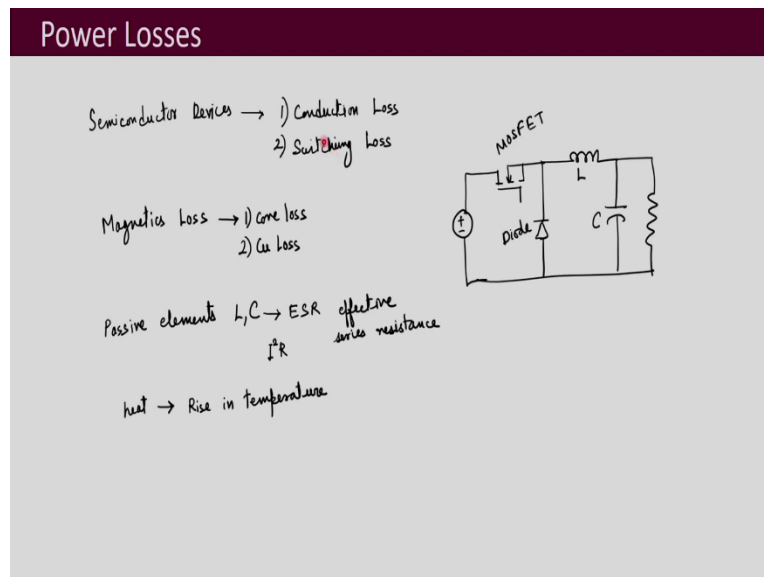 Power Losses
Semiconductor Devices → 1) Conduction Loss
2) Switching Loss
MOSFET
L
Diode
C
Magnetics Loss → 1) Core loss
2) Cu Loss
Passive elements L, C → ESR effective
series resistance
I²R
heat → Rise in temperature